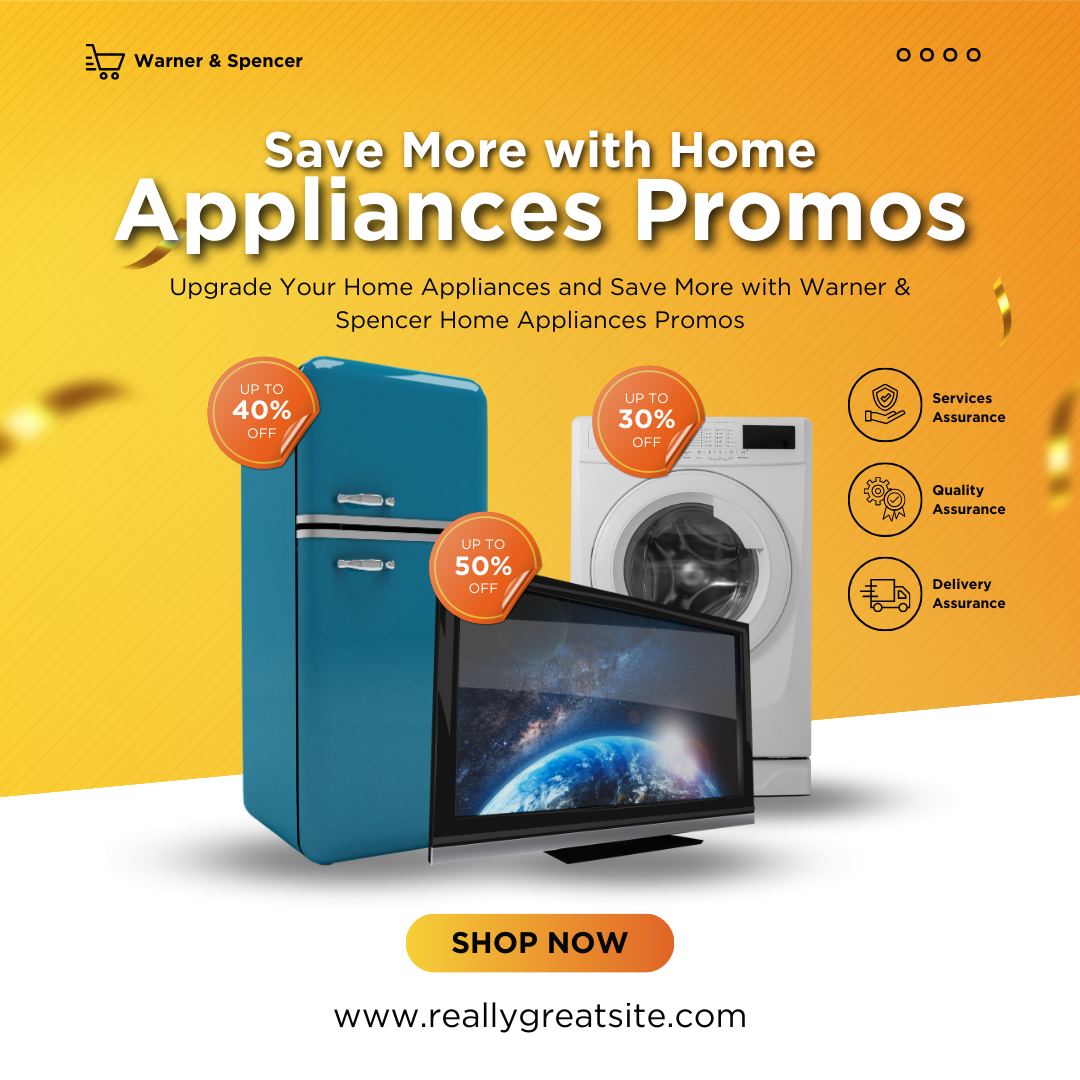 Warner & Spencer
Save More with Home
Appliances Promos
Upgrade Your Home Appliances and Save More with Warner &
Spencer Home Appliances Promos
UP TO
40%
OFF
UP TO
30%
OFF
UP TO
50%
OFF
Services
Assurance
Quality
Assurance
Delivery
Assurance
SHOP NOW
www.reallygreatsite.com